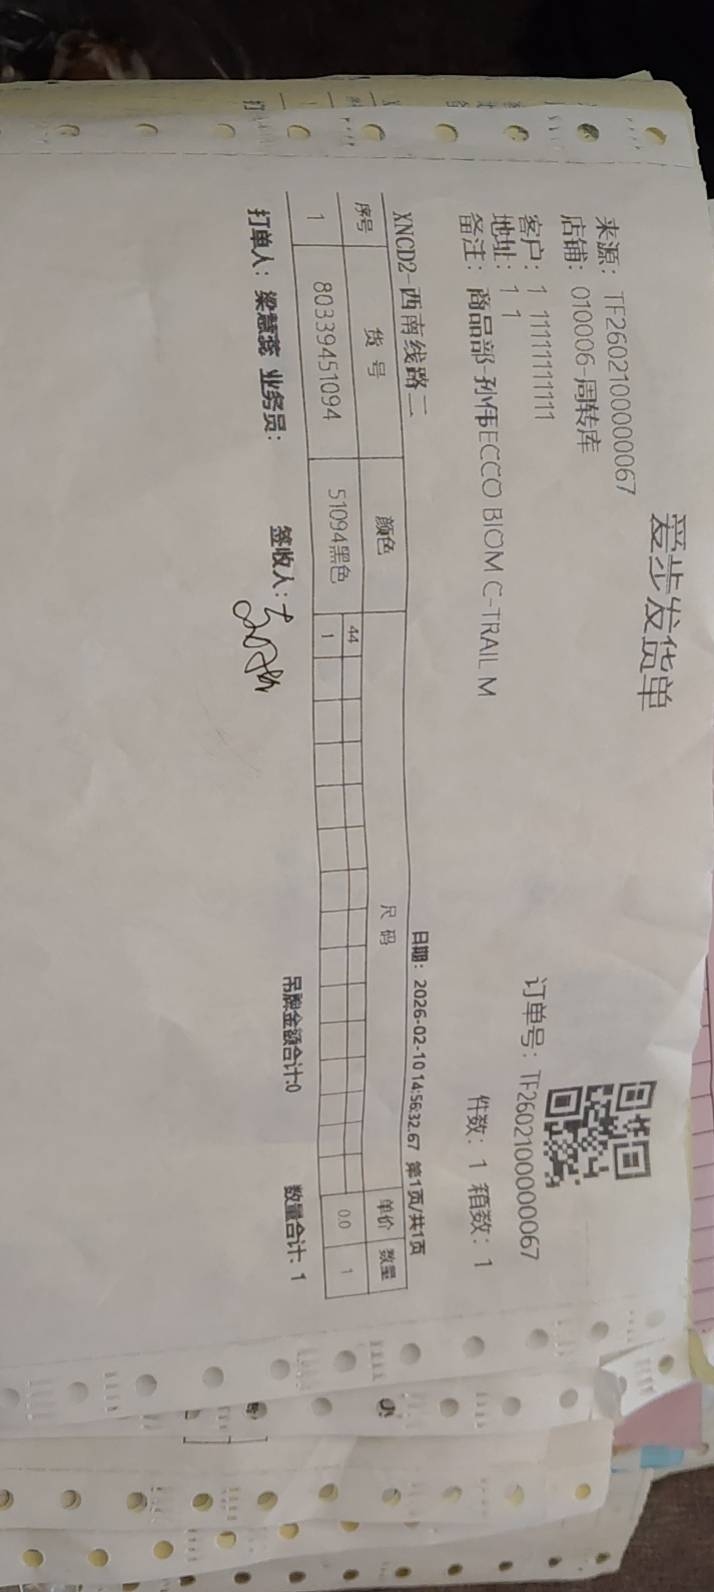 爱步发货单
来源：TF2602100000067
店铺：010006-周转库
订单号：TF2602100000067
客户：1 11111111111
地址：1 1
件数：1 箱数：1
备注：商品部-孙伟ECCO BIOM C-TRAIL M
XNCD2-西南线路二 日期：2026-02-10 14:56:32.67 第1页/共1页
序号 货号 颜色 尺码 单价 数量
44
1 80339451094 51094黑色 1 0.0 1
打单人：梁慧蕊 业务员： 签收人： 吊牌金额合计:0 数量合计: 1